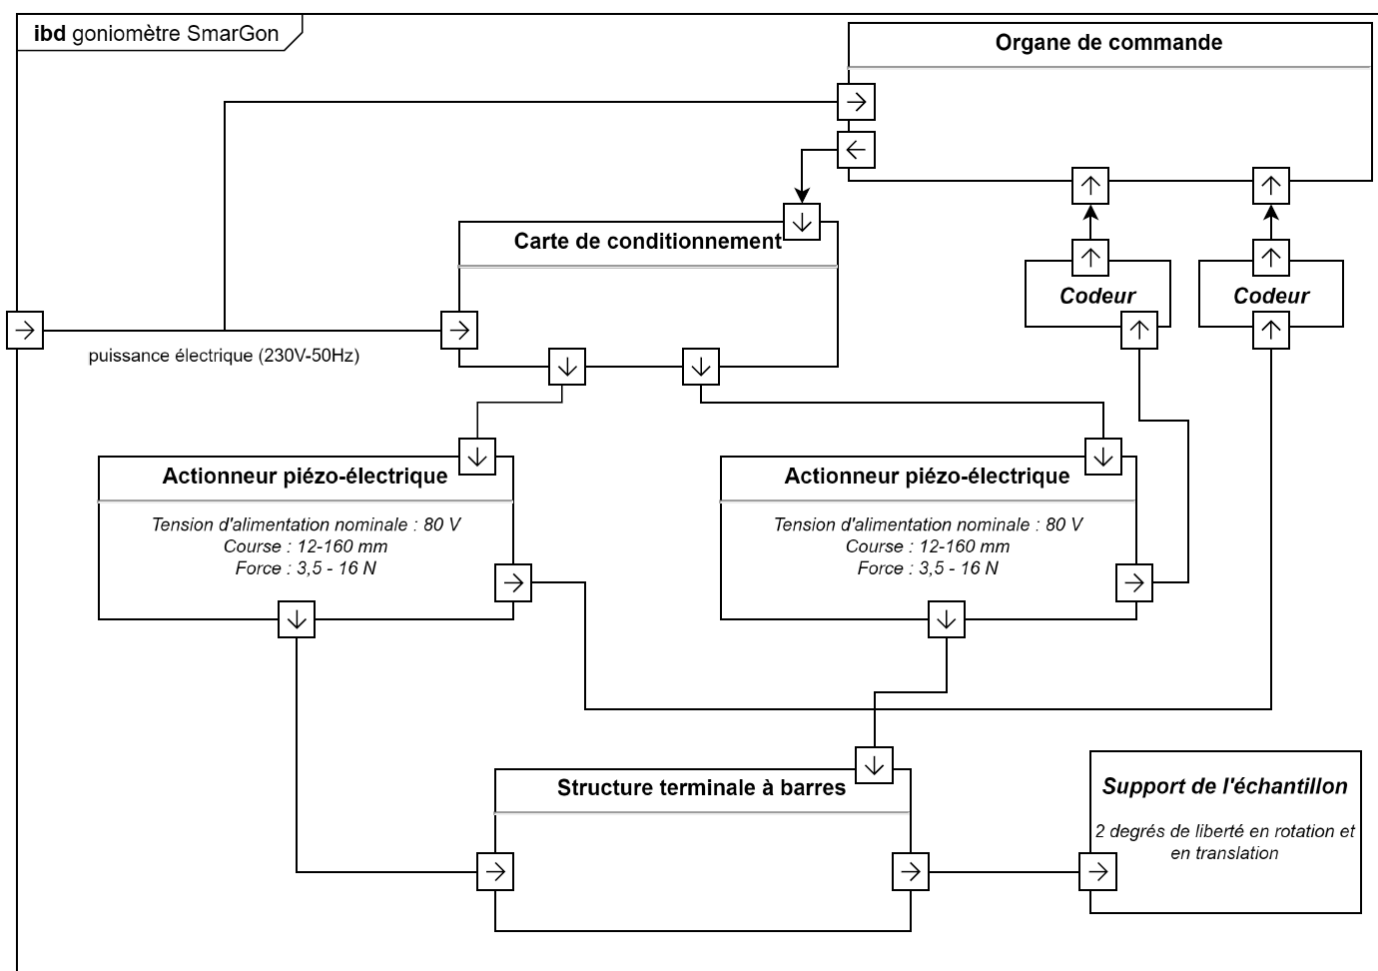 ibd goniomètre SmarGon
Organe de commande
Carte de conditionnement
Codeur
Codeur
puissance électrique (230V-50Hz)
Actionneur piézo-électrique
Tension d'alimentation nominale : 80 V
Course : 12-160 mm
Force : 3,5 - 16 N
Actionneur piézo-électrique
Tension d'alimentation nominale : 80 V
Course : 12-160 mm
Force : 3,5 - 16 N
Structure terminale à barres
Support de l'échantillon
2 degrés de liberté en rotation et
en translation